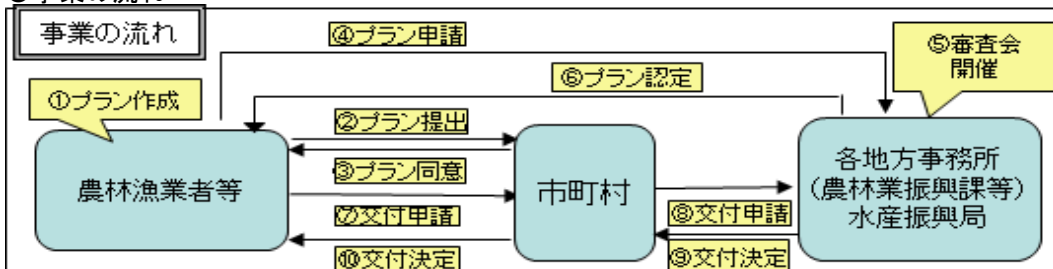 事業の流れ
④プラン申請
⑤審査会
開催
⑥プラン認定
①プラン作成
②プラン提出
③プラン同意
農林漁業者等
市町村
各地方事務所
(農林業振興課等)
水産振興局
⑦交付申請
⑧交付申請
⑨交付決定
⑩交付決定